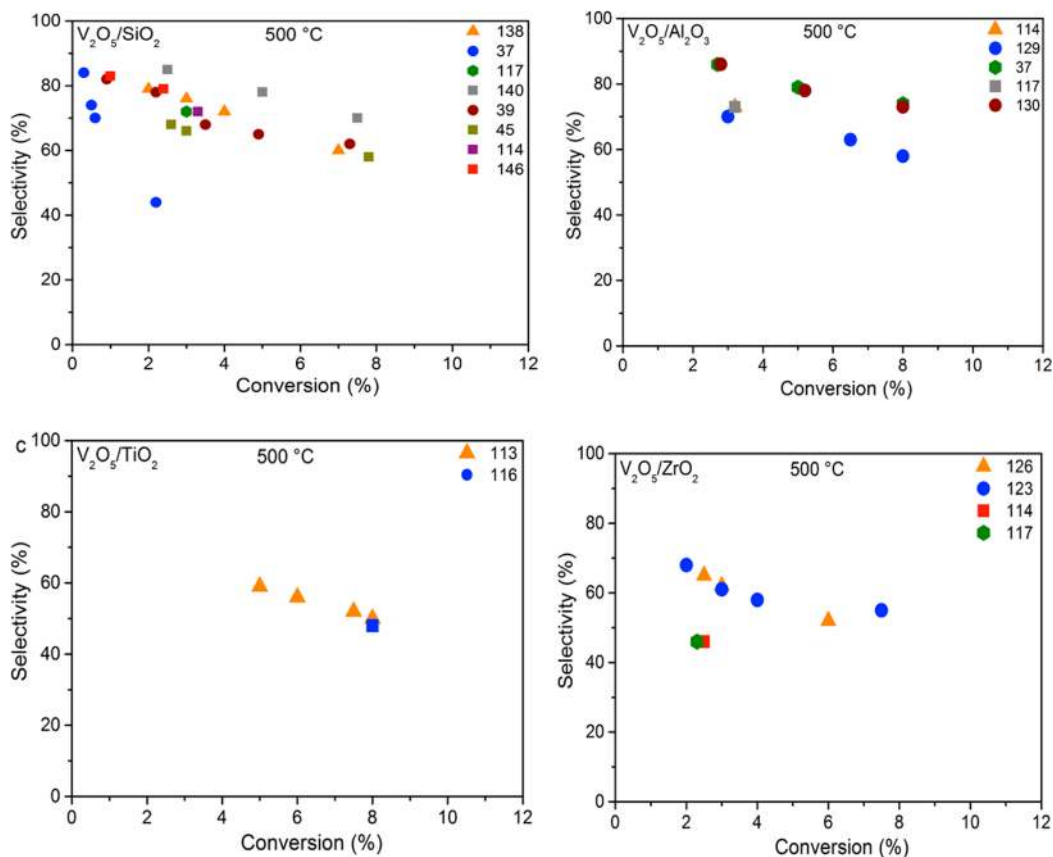 V2O5/SiO2 500 °C
138
37
117
140
39
45
114
146
100
80
60
40
20
0
Selectivity (%)
0 2 4 6 8 10 12
Conversion (%)
V2O5/Al2O3 500 °C
114
129
37
117
130
100
80
60
40
20
0
Selectivity (%)
0 2 4 6 8 10 12
Conversion (%)
c
V2O5/TiO2 500 °C
113
116
100
80
60
40
20
0
Selectivity (%)
0 2 4 6 8 10 12
Conversion (%)
V2O5/ZrO2 500 °C
126
123
114
117
100
80
60
40
20
0
Selectivity (%)
0 2 4 6 8 10 12
Conversion (%)